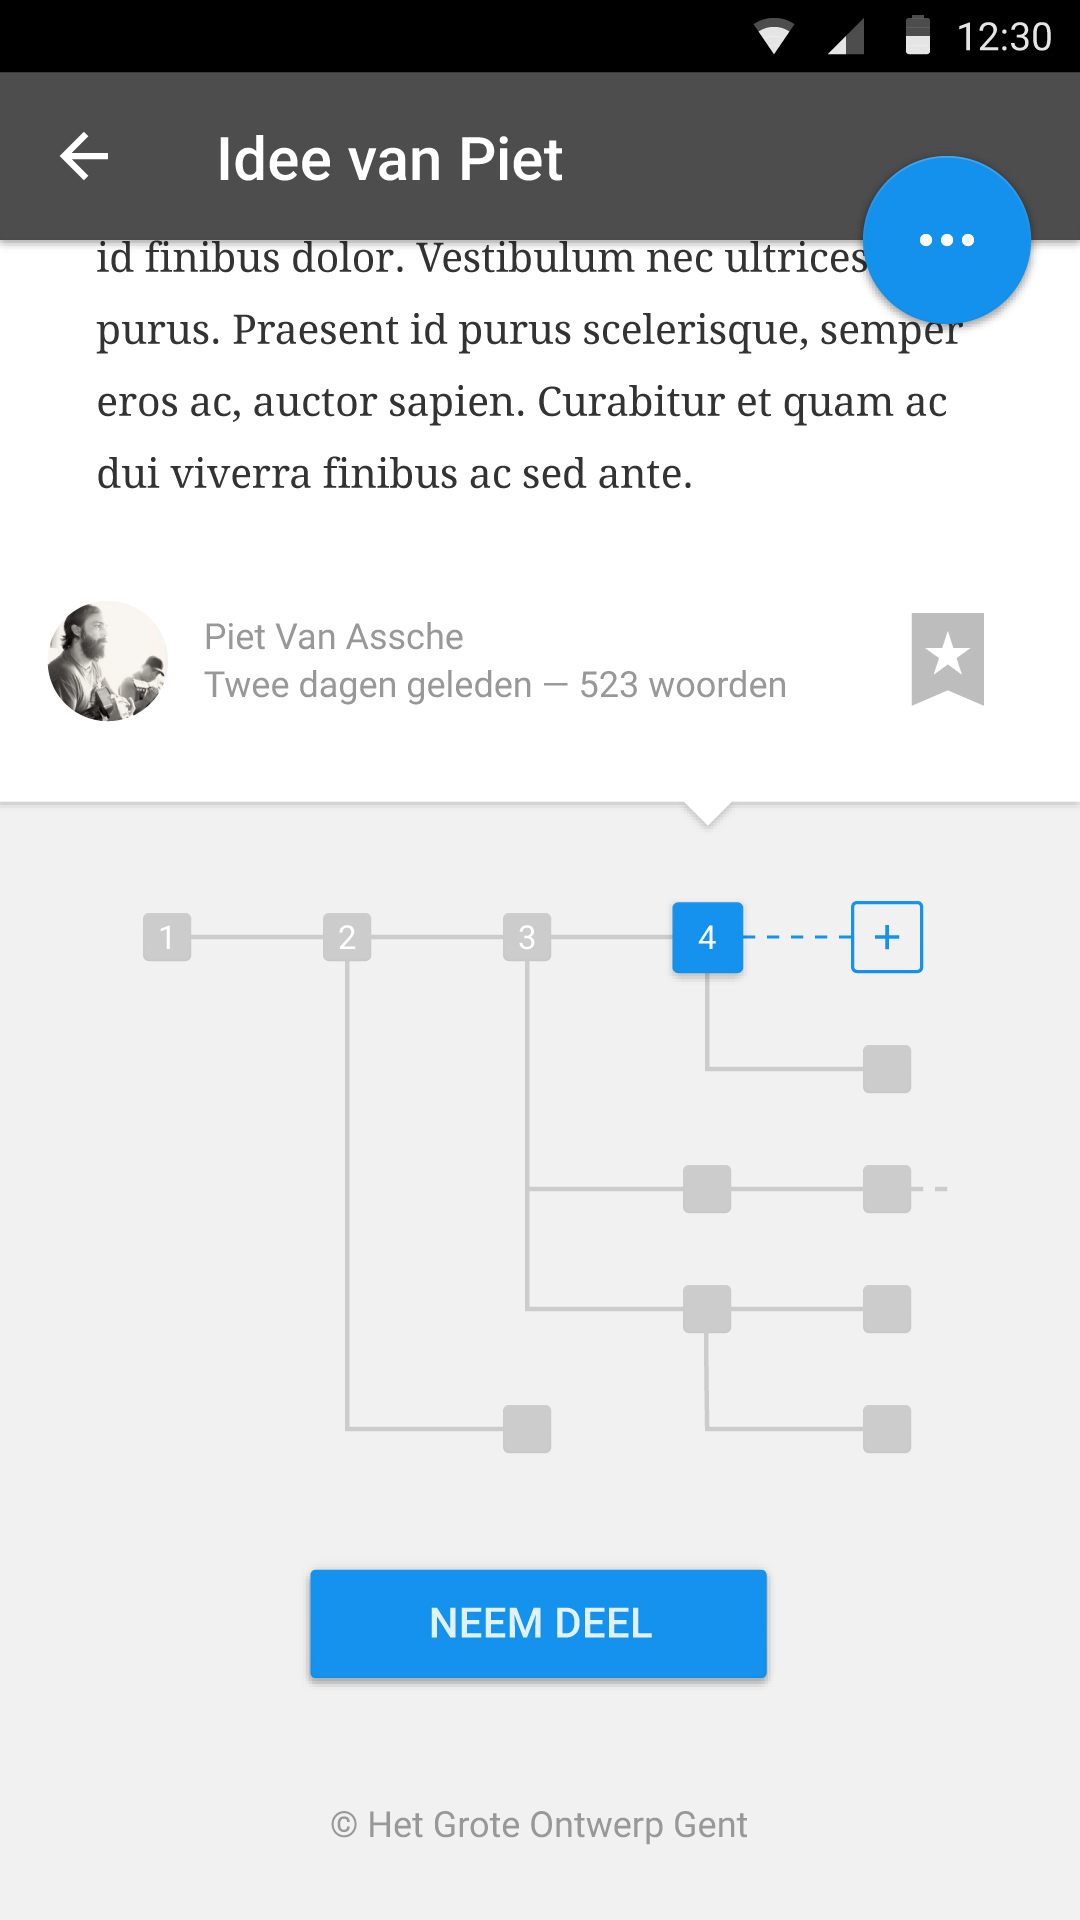 12:30
Idee van Piet
id finibus dolor. Vestibulum nec ultrices
purus. Praesent id purus scelerisque, semper
eros ac, auctor sapien. Curabitur et quam ac
dui viverra finibus ac sed ante.
Piet Van Assche
Twee dagen geleden — 523 woorden
1 2 3 4 +
NEEM DEEL
© Het Grote Ontwerp Gent